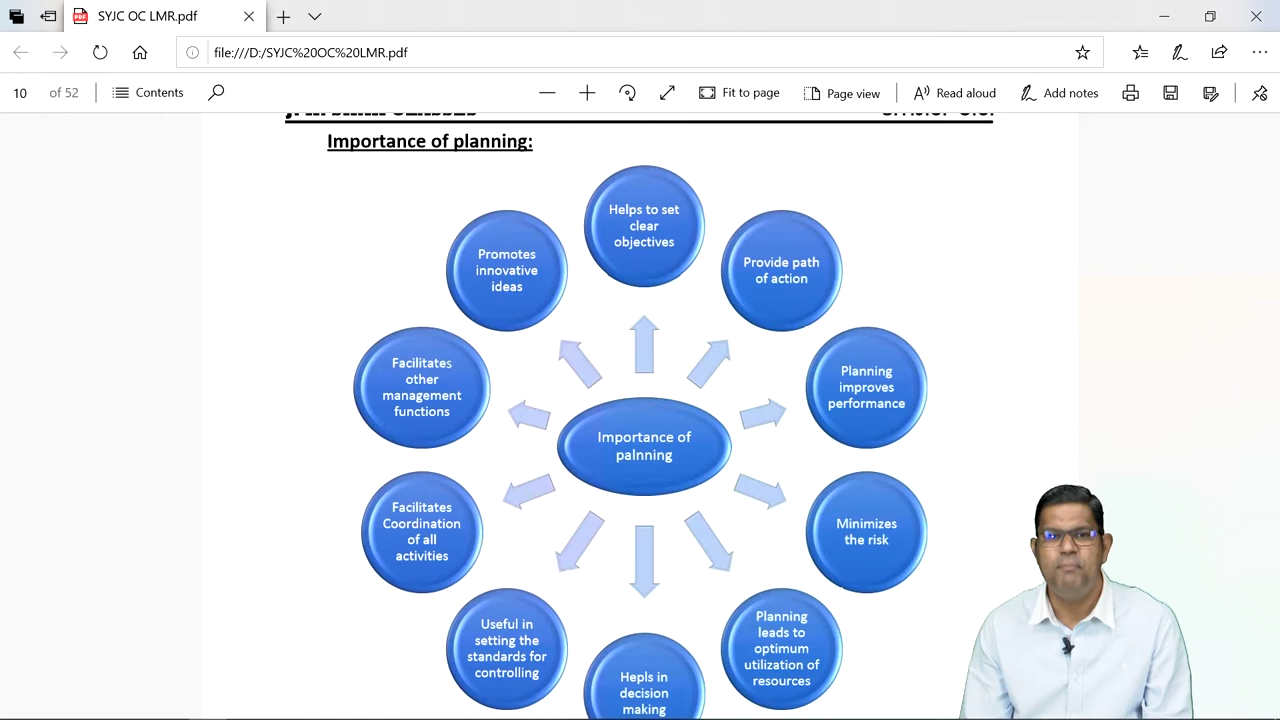 SYJC OC LMR.pdf
file:///D:/SYJC%20OC%20LMR.pdf
10 of 52 Contents Fit to page Page view Read aloud Add notes
Importance of planning:
Helps to set
clear
objectives
Provide path
of action
Planning
improves
performance
Minimizes
the risk
Planning
leads to
optimum
utilization of
resources
Hepls in
decision
making
Useful in
setting the
standards for
controlling
Facilitates
Coordination
of all
activities
Facilitates
other
management
functions
Promotes
innovative
ideas
Importance of
palnning